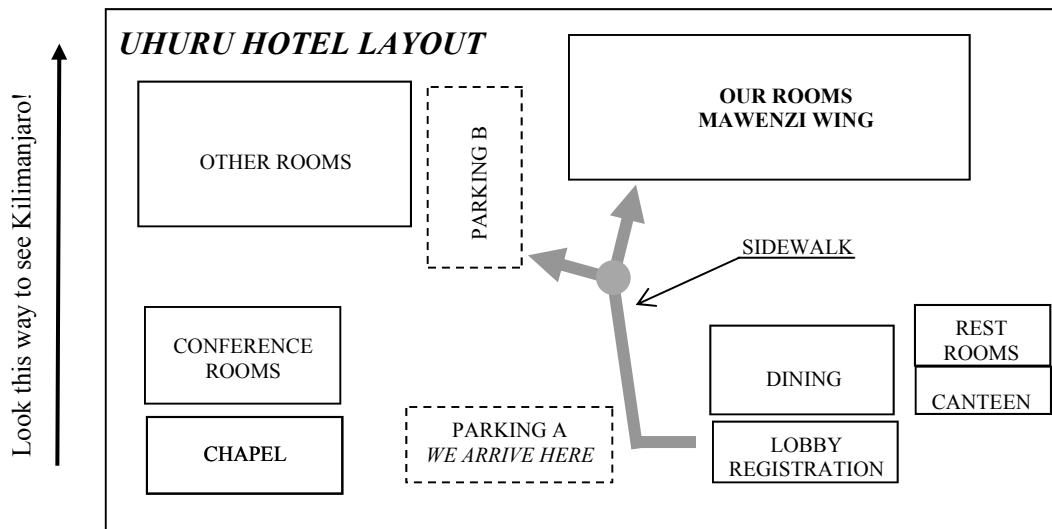 UHURU HOTEL LAYOUT
Look this way to see Kilimanjaro!
OTHER ROOMS
PARKING B
OUR ROOMS
MAWENZI WING
SIDEWALK
CONFERENCE
ROOMS
DINING
REST
ROOMS
CANTEEN
CHAPEL
PARKING A
WE ARRIVE HERE
LOBBY
REGISTRATION